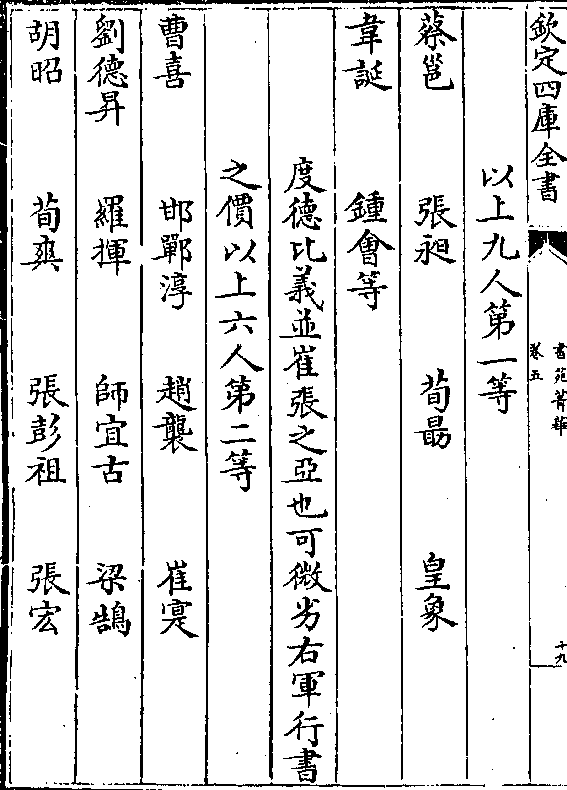 欽定四庫全書
書苑菁華
卷五
十九
以上九人第一等
蔡邕 張昶 荀勗 皇象
韋誕 鍾會等
度德比義並崔張之亞也可微劣右軍行書
之價以上六人第二等
曹喜 邯鄲淳 趙襲 崔寔
劉德昇 羅揮 師宜古 梁鵠
胡昭 荀爽 張彭祖 張宏